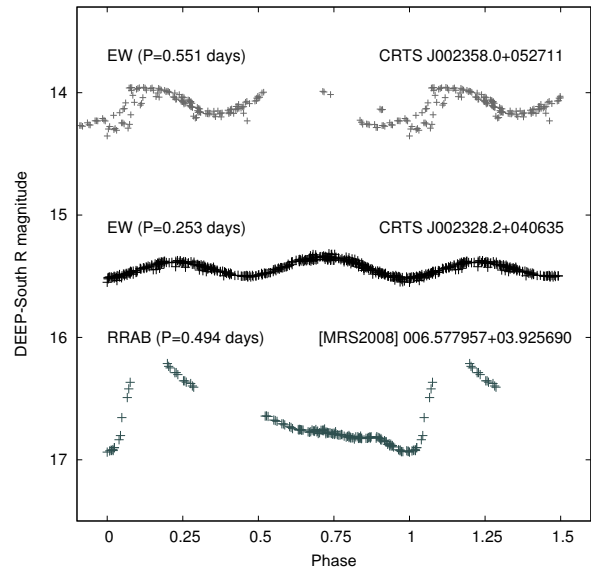 EW (P=0.551 days) CRTS J002358.0+052711
14
15
EW (P=0.253 days) CRTS J002328.2+040635
DEEP-South R magnitude
16
RRAB (P=0.494 days) [MRS2008] 006.577957+03.925690
17
0 0.25 0.5 0.75 1 1.25 1.5
Phase